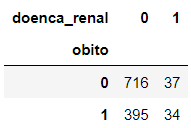 doenca_renal 0 1
obito
0 716 37
1 395 34